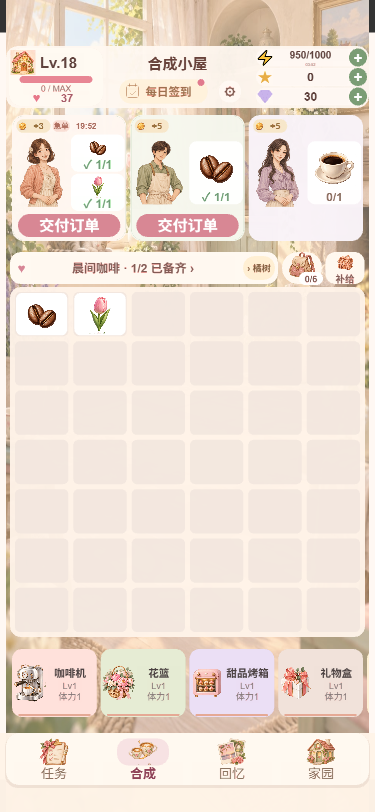 Lv.18
合成小屋
950/1000
0 / MAX
37
每日签到
0
30
+3 急单 19:52
✓ 1/1
✓ 1/1
交付订单
+5
✓ 1/1
交付订单
+5
0/1
晨间咖啡 · 1/2 已备齐 ›
› 橘树
0/6
补给
咖啡机
Lv1
体力1
花篮
Lv1
体力1
甜品烤箱
Lv1
体力1
礼物盒
Lv1
体力1
任务
合成
回忆
家园